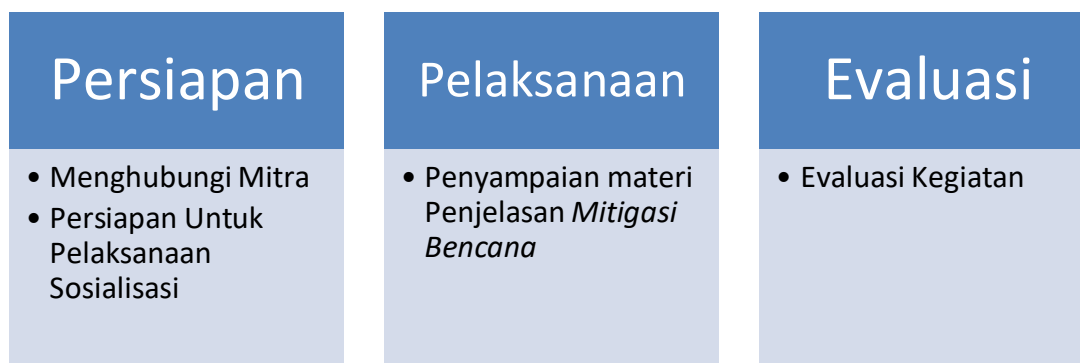 Persiapan
• Menghubungi Mitra
• Persiapan Untuk
Pelaksanaan
Sosialisasi
Pelaksanaan
• Penyampaian materi
Penjelasan Mitigasi
Bencana
Evaluasi
• Evaluasi Kegiatan